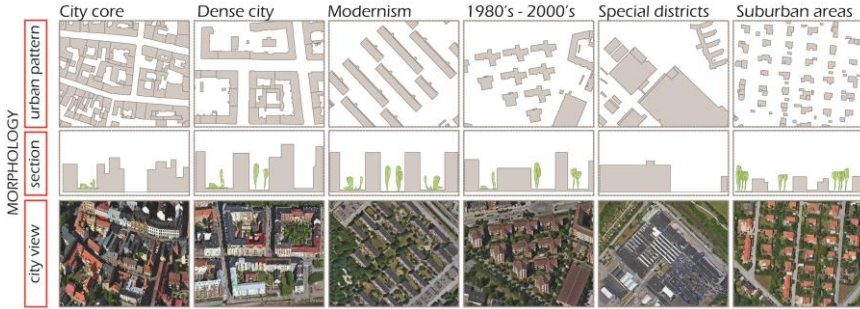 City core
Dense city
Modernism
1980's - 2000's
Special districts
Suburban areas
MORPHOLOGY
urban pattern
section
city view